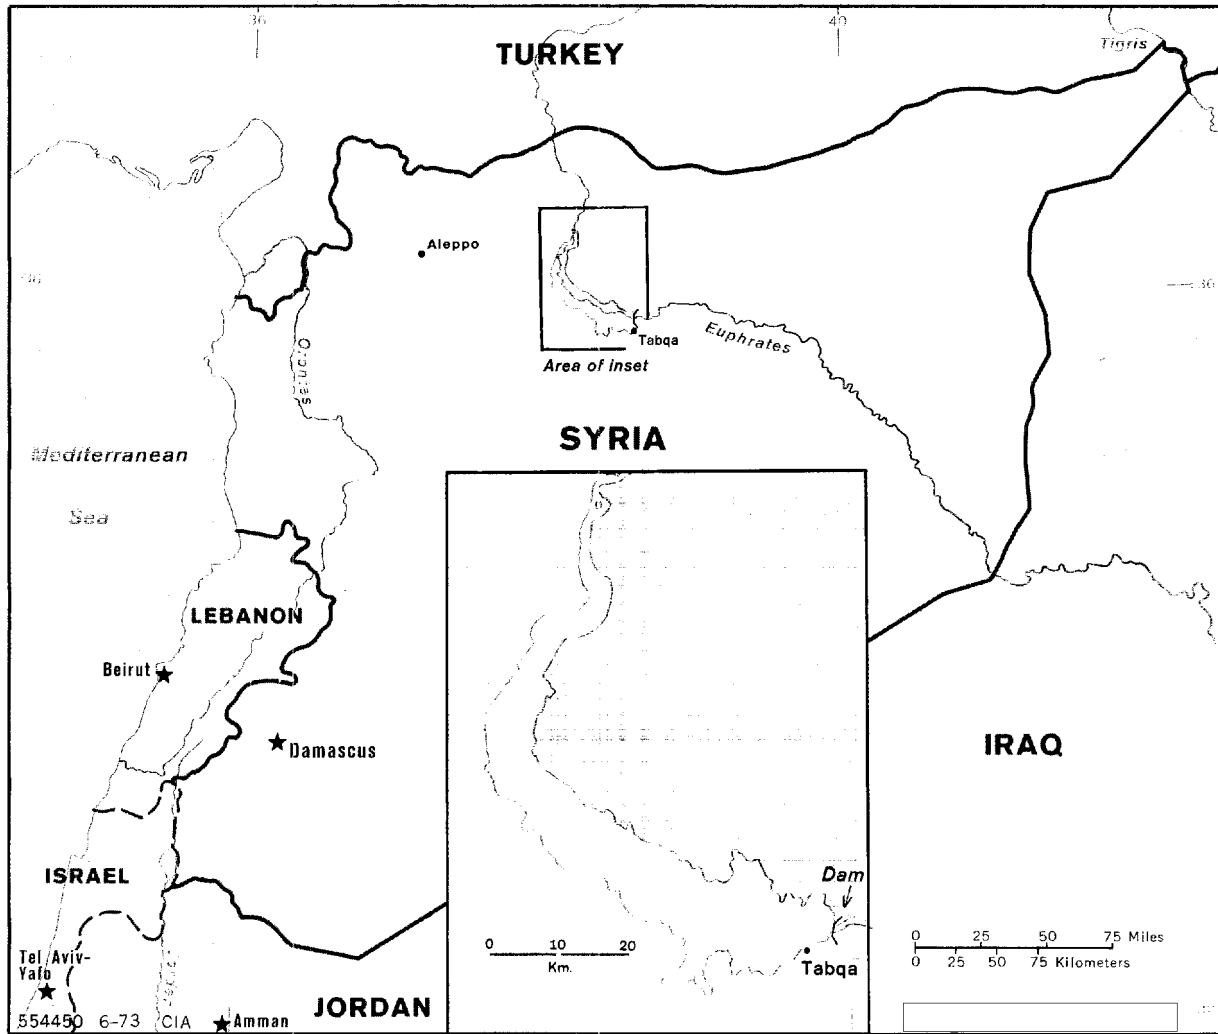 36
40
TURKEY
Tigris
Aleppo
36
Orontes
Tabqa
Euphrates
Area of inset
SYRIA
Mediterranean
Sea
LEBANON
Beirut
Damascus
IRAQ
ISRAEL
Dam
0 10 20
Km.
Tabqa
0 25 50 75 Miles
0 25 50 75 Kilometers
Tel Aviv-
Yafo
JORDAN
554450 6-73 CIA
Amman